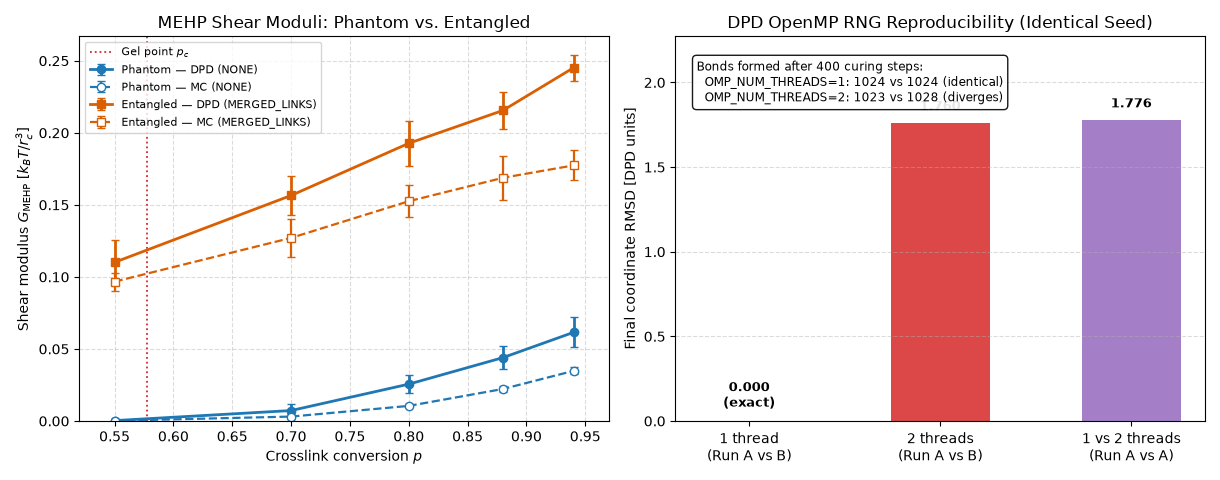 MEHP Shear Moduli: Phantom vs. Entangled
Gel point p_c
Phantom — DPD (NONE)
Phantom — MC (NONE)
Entangled — DPD (MERGED_LINKS)
Entangled — MC (MERGED_LINKS)
Shear modulus G_MEHP [k_BT/r_c^3]
0.25
0.20
0.15
0.10
0.05
0.00
0.55
0.60
0.65
0.70
0.75
0.80
0.85
0.90
0.95
Crosslink conversion p
DPD OpenMP RNG Reproducibility (Identical Seed)
Bonds formed after 400 curing steps:
OMP_NUM_THREADS=1: 1024 vs 1024 (identical)
OMP_NUM_THREADS=2: 1023 vs 1028 (diverges)
Final coordinate RMSD [DPD units]
2.0
1.5
1.0
0.5
0.0
0.000
(exact)
1.776
1 thread
(Run A vs B)
2 threads
(Run A vs B)
1 vs 2 threads
(Run A vs A)